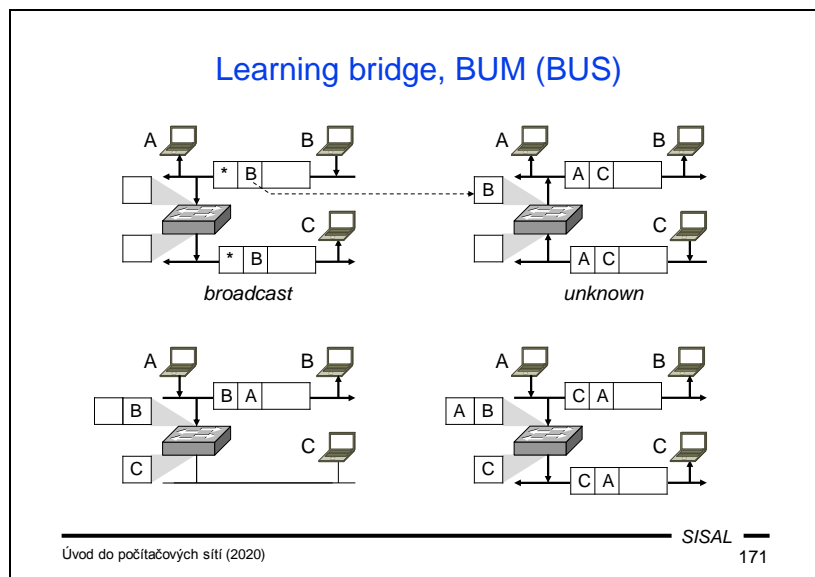 Learning bridge, BUM (BUS)
A
B
* B
C
* B
broadcast
A
B
A C
B
C
A C
unknown
A
B
B A
B
C
C
A
B
C A
A B
C
C
C A
SISAL
Úvod do počítačových sítí (2020)
171